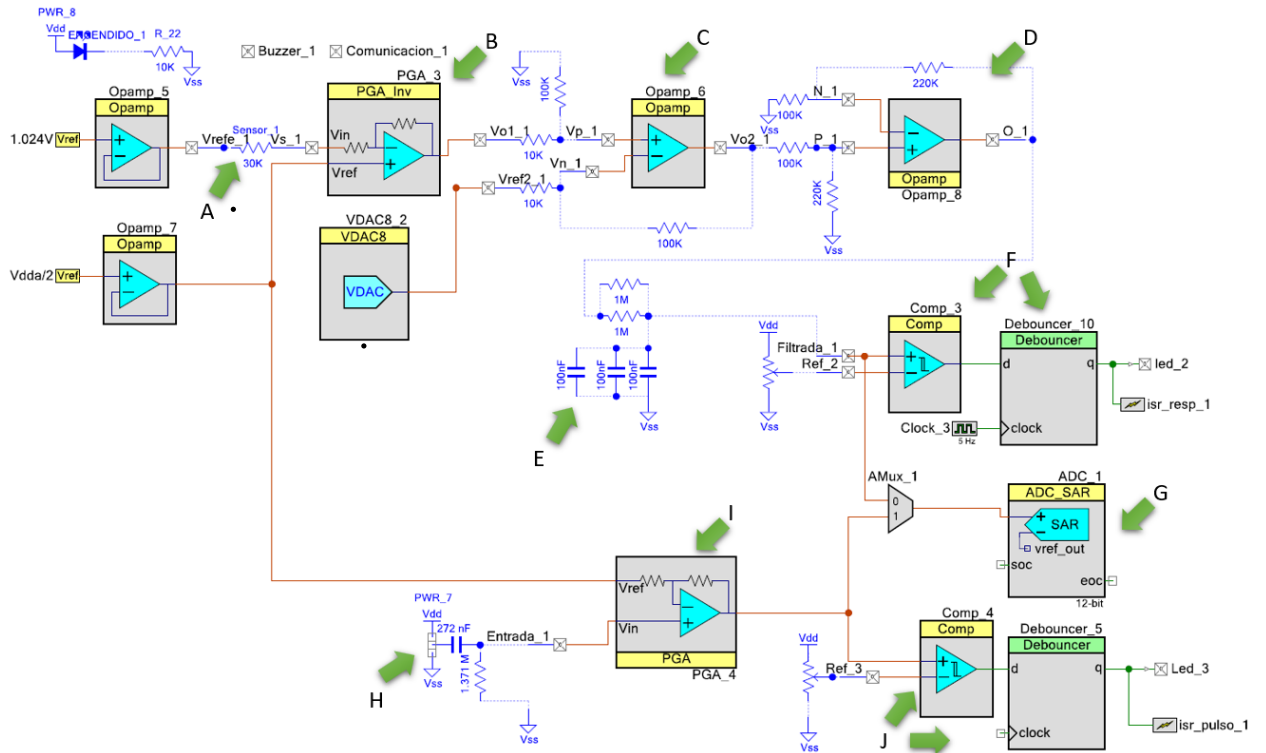 PWR_8
Vdd
ENCENDIDO_1
R_22
10K
Vss
Buzzer_1
Comunicacion_1
B
C
D
Opamp_5
Opamp
1.024V
Vref
Vrefe_1
Sensor_1
30K
Vs_1
A
PGA_3
PGA_Inv
Vin
Vref
Vo1_1
10K
Vss
100K
Vp_1
Vn_1
Vref2_1
10K
Opamp_6
Opamp
Vo2_1
100K
100K
N_1
Vss
100K
P_1
220K
Vss
220K
Opamp
Opamp_8
O_1
Opamp_7
Opamp
Vdda/2
Vref
VDAC8_2
VDAC8
VDAC
1M
1M
100nF
100nF
100nF
Vss
E
F
Vdd
Filtrada_1
Ref_2
Vss
Comp_3
Comp
Debouncer_10
Debouncer
d
q
clock
Clock_3
5 Hz
led_2
isr_resp_1
AMux_1
0
1
ADC_1
ADC_SAR
SAR
vref_out
soc
eoc
12-bit
G
I
Vref
Vin
PGA
PGA_4
PWR_7
Vdd
272 nF
Vss
Entrada_1
1.371 M
Vss
H
Vdd
Ref_3
Vss
Comp_4
Comp
Debouncer_5
Debouncer
d
q
clock
Led_3
isr_pulso_1
J